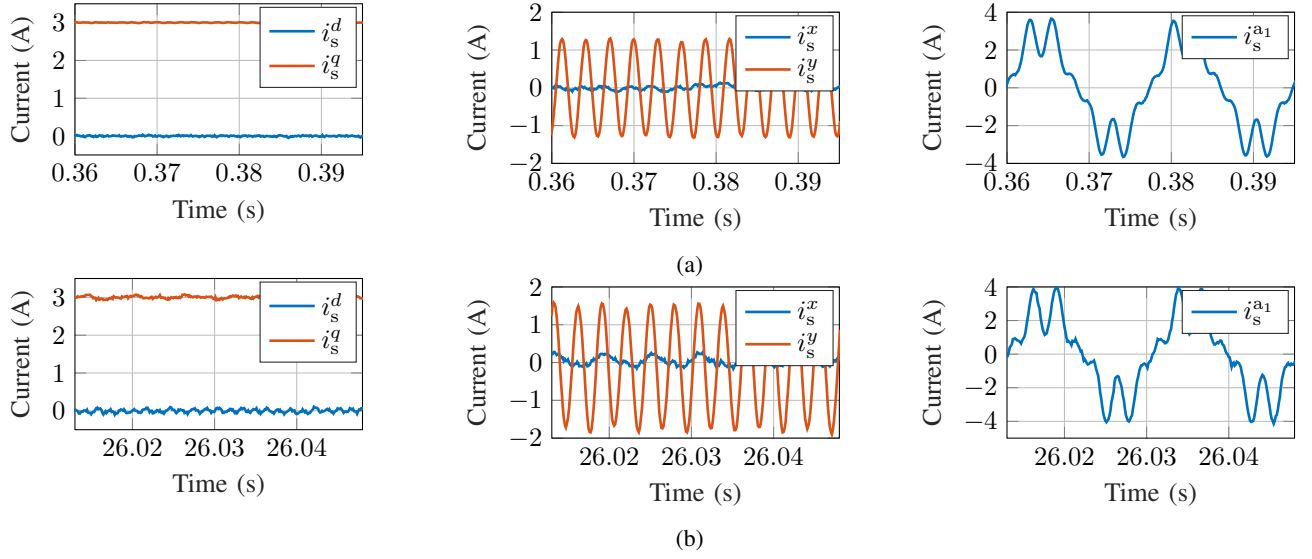 Current (A)
3
2
1
0
0.36 0.37 0.38 0.39
Time (s)
i_s^d
i_s^q
Current (A)
2
1
0
−1
−2
0.36 0.37 0.38 0.39
Time (s)
i_s^x
i_s^y
Current (A)
4
2
0
−2
−4
0.36 0.37 0.38 0.39
Time (s)
i_s^{a_1}
(a)
Current (A)
3
2
1
0
26.02 26.03 26.04
Time (s)
i_s^d
i_s^q
Current (A)
2
1
0
−1
−2
26.02 26.03 26.04
Time (s)
i_s^x
i_s^y
Current (A)
4
2
0
−2
−4
26.02 26.03 26.04
Time (s)
i_s^{a_1}
(b)